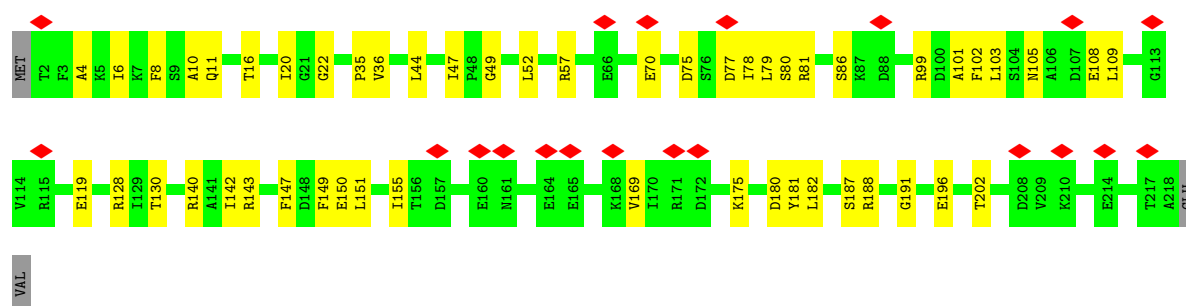 MET T2 F3 A4 K5 I6 K7 F8 S9 A10 Q11 T16 I20 G21 G22 P35 V36 L44 I47 P48 G49 L52 R57 E66 E70 D75 S76 D77 I78 L79 S80 R81 S86 K87 D88 R99 D100 A101 F102 L103 S104 N105 A106 D107 E108 L109 G113
V114 R115 E119 R128 I129 T130 R140 A141 I142 R143 F147 D148 F149 E150 L151 I155 T156 D157 E160 N161 E164 E165 K168 V169 I170 R171 D172 K175 D180 Y181 L182 S187 R188 G191 E196 T202 D208 V209 K210 E214 T217 A218 GLU
VAL